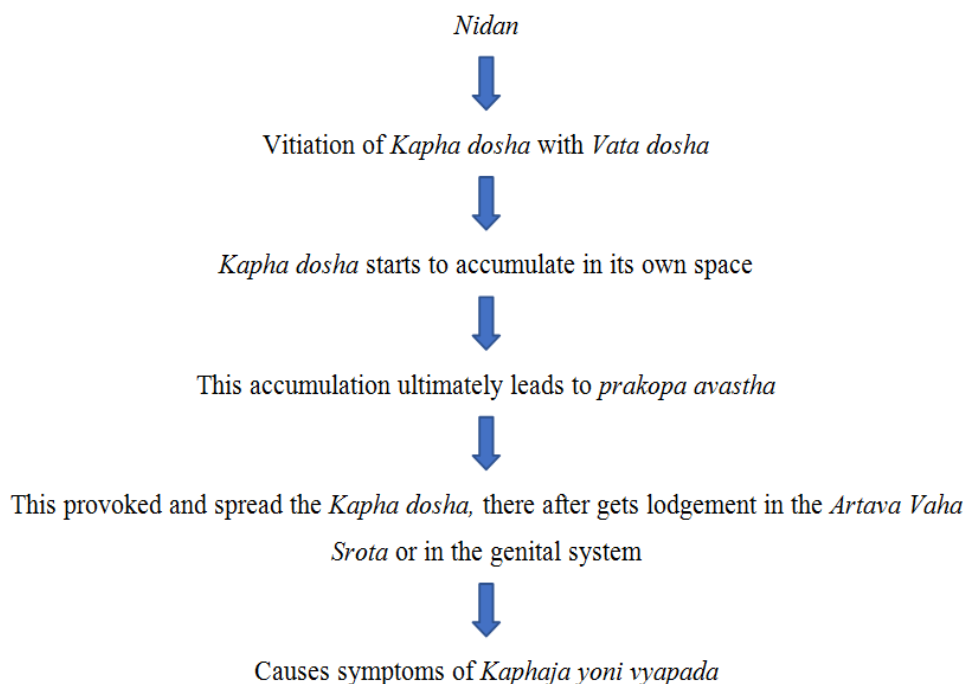 Nidan
Vitiation of Kapha dosha with Vata dosha
Kapha dosha starts to accumulate in its own space
This accumulation ultimately leads to prakopa avastha
This provoked and spread the Kapha dosha, there after gets lodgement in the Artava Vaha
Srota or in the genital system
Causes symptoms of Kaphaja yoni vyapada